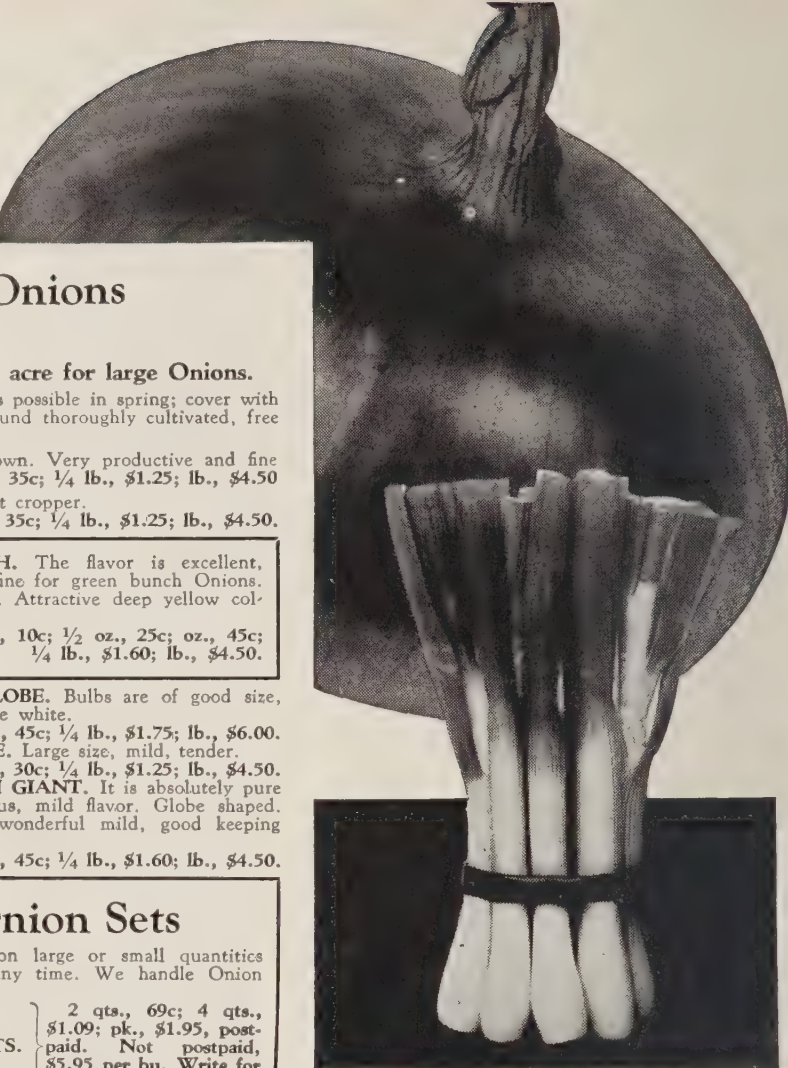 Onions
acre for large Onions.
s possible in spring; cover with
und thoroughly cultivated, free
own. Very productive and fine
35c; ¼ lb., $1.25; lb., $4.50
t cropper.
35c; ¼ lb., $1.25; lb., $4.50.
H. The flavor is excellent,
ine for green bunch Onions.
. Attractive deep yellow col-
, 10c; ½ oz., 25c; oz., 45c;
¼ lb., $1.60; lb., $4.50.
LOBE. Bulbs are of good size,
e white.
, 45c; ¼ lb., $1.75; lb., $6.00.
E. Large size, mild, tender.
, 30c; ¼ lb., $1.25; lb., $4.50.
GIANT. It is absolutely pure
us, mild flavor. Globe shaped.
wonderful mild, good keeping
, 45c; ¼ lb., $1.60; lb., $4.50.
nion Sets
on large or small quantitics
ny time. We handle Onion
2 qts., 69c; 4 qts.,
$1.09; pk., $1.95, post-
TS. paid. Not postpaid,
$5.95 per bu. Write for